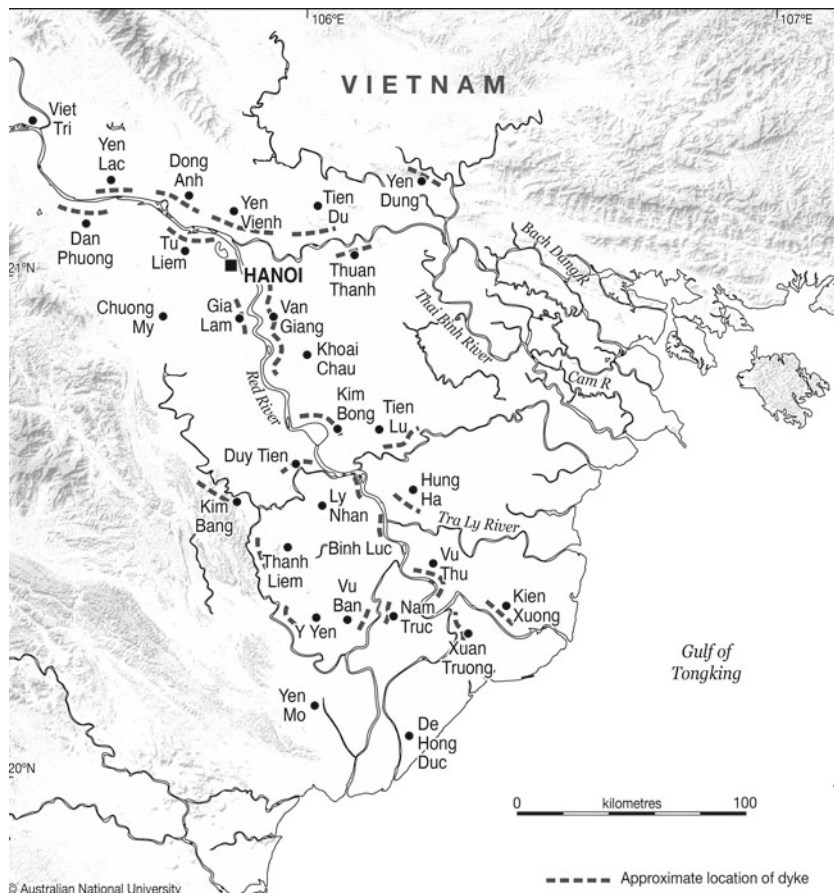 106ºE
107ºE
VIETNAM
Viet
Tri
Yen
Lac
Dong
Anh
Yen
Vienh
Tien
Du
Yen
Dung
Dan
Phuong
Tu
Liem
21ºN
HANOI
Thuan
Thanh
Bach Dang R
Thai Binh River
Cam R
Chuong
My
Gia
Lam
Van
Giang
Khoai
Chau
Red River
Kim
Bong
Tien
Lu
Duy Tien
Kim
Bang
Ly
Nhan
Hung
Ha
Tra Ly River
Binh Luc
Thanh
Liem
Vu
Thu
Vu
Ban
Y Yen
Nam
Truc
Kien
Xuong
Xuan
Truong
Gulf of
Tongking
Yen
Mo
De
Hong
Duc
20ºN
0 kilometres 100
Approximate location of dyke
© Australian National University